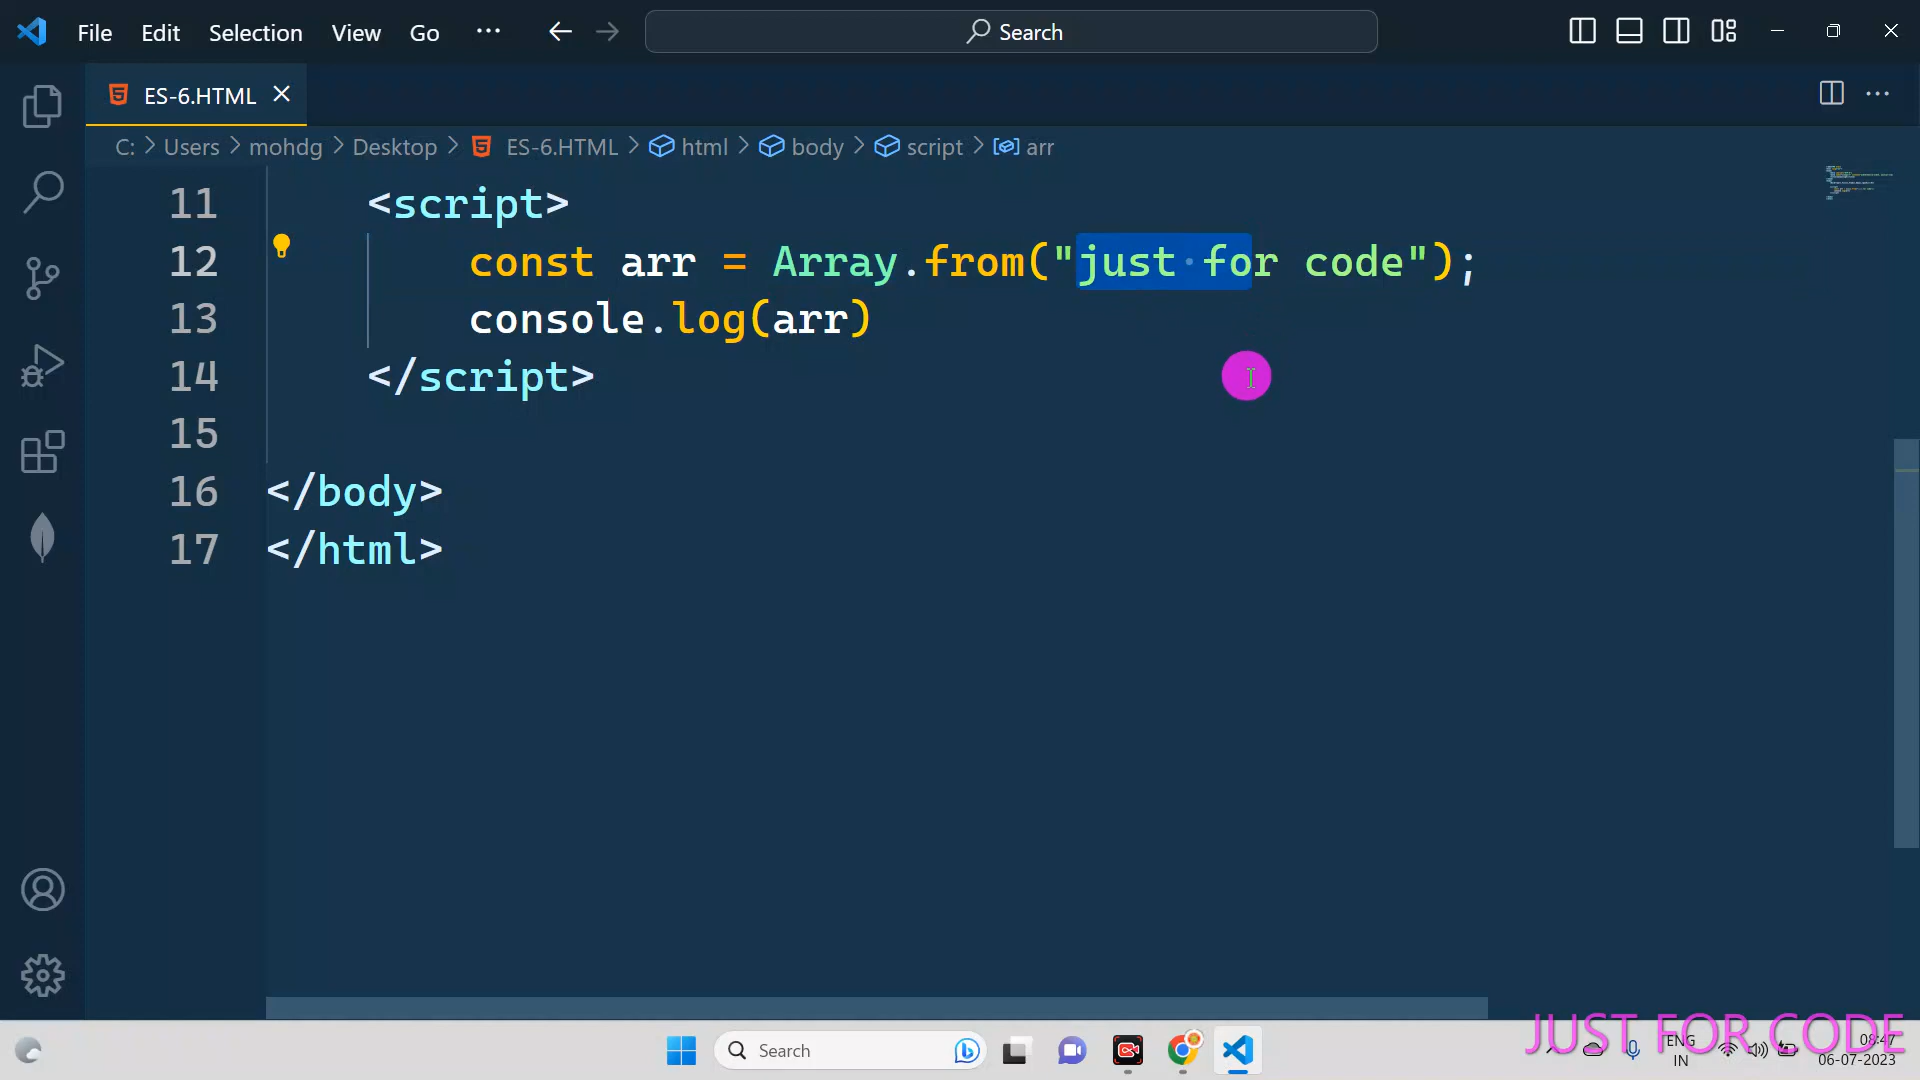 File Edit Selection View Go ··· Search
ES-6.HTML
C: > Users > mohdg > Desktop > ES-6.HTML > html > body > script > arr
11 <script>
12 const arr = Array.from("just for code");
13 console.log(arr)
14 </script>
15
16 </body>
17 </html>
JUST FOR CODE
Search
ENG
IN
08:47
06-07-2023